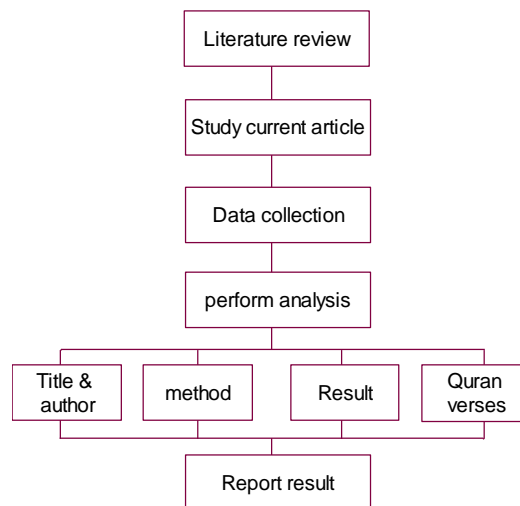 Literature review
Study current article
Data collection
perform analysis
Title &
author
method
Result
Quran
verses
Report result